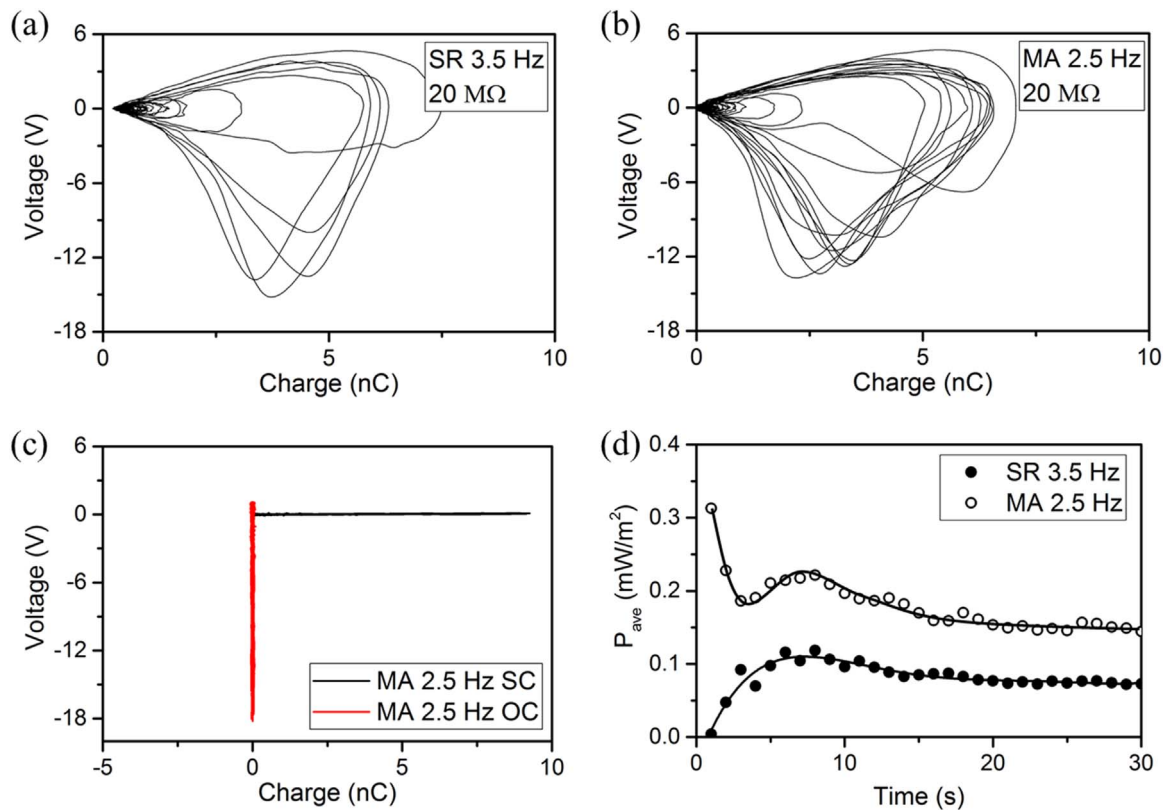 (a)
6
0
-6
-12
-18
Voltage (V)
SR 3.5 Hz
20 MΩ
0
5
10
Charge (nC)
(b)
6
0
-6
-12
-18
Voltage (V)
MA 2.5 Hz
20 MΩ
0
5
10
Charge (nC)
(c)
6
0
-6
-12
-18
Voltage (V)
MA 2.5 Hz SC
MA 2.5 Hz OC
-5
0
5
10
Charge (nC)
(d)
0.4
0.3
0.2
0.1
0.0
P_ave (mW/m²)
SR 3.5 Hz
MA 2.5 Hz
0
5
10
20
30
Time (s)